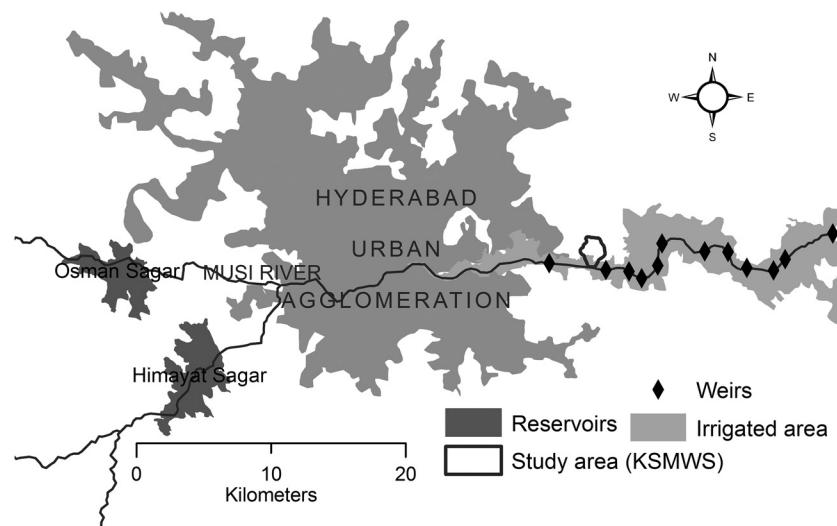 N
W E
S
HYDERABAD
URBAN
AGGLOMERATION
Osman Sagar
MUSI RIVER
Himayat Sagar
Weirs
Reservoirs
Irrigated area
Study area (KSMWS)
0 10 20
Kilometers